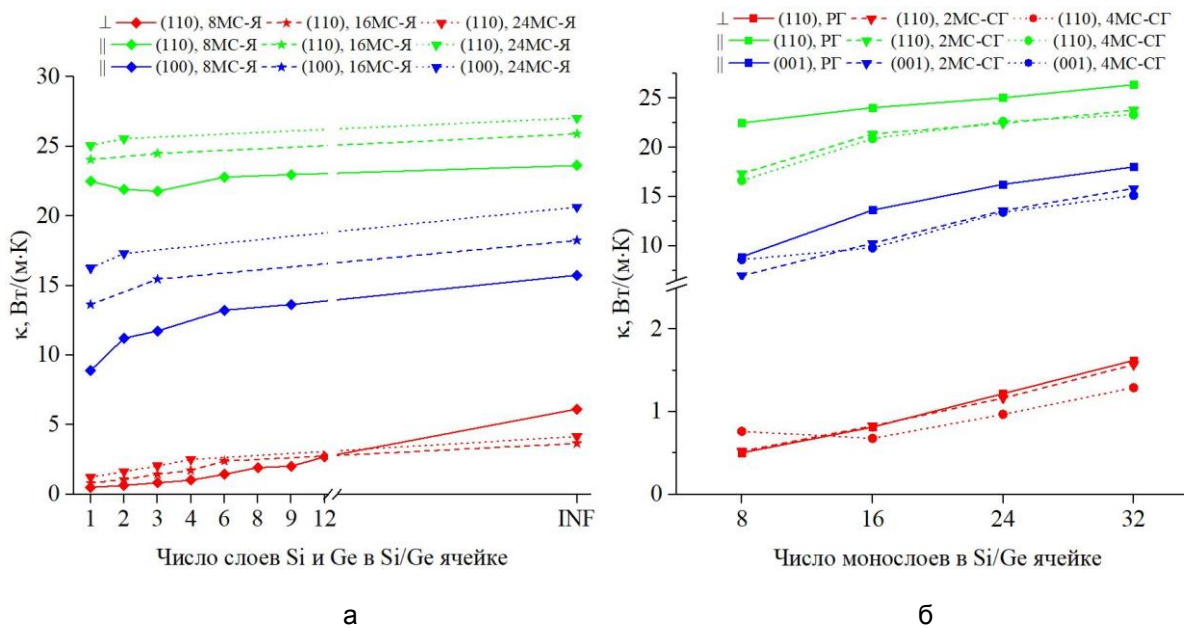 ⊥ (110), 8МС-Я (110), 16МС-Я (110), 24МС-Я
|| (110), 8МС-Я (110), 16МС-Я (110), 24МС-Я
|| (100), 8МС-Я (100), 16МС-Я (100), 24МС-Я
30
25
20
15
10
5
0
κ, Вт/(м·К)
1 2 3 4 6 8 9 12 INF
Число слоев Si и Ge в Si/Ge ячейке
а
⊥ (110), РГ (110), 2МС-СГ (110), 4МС-СГ
|| (110), РГ (110), 2МС-СГ (110), 4МС-СГ
|| (001), РГ (001), 2МС-СГ (001), 4МС-СГ
25
20
15
10
2
1
0
κ, Вт/(м·К)
8 16 24 32
Число монослоев в Si/Ge ячейке
б